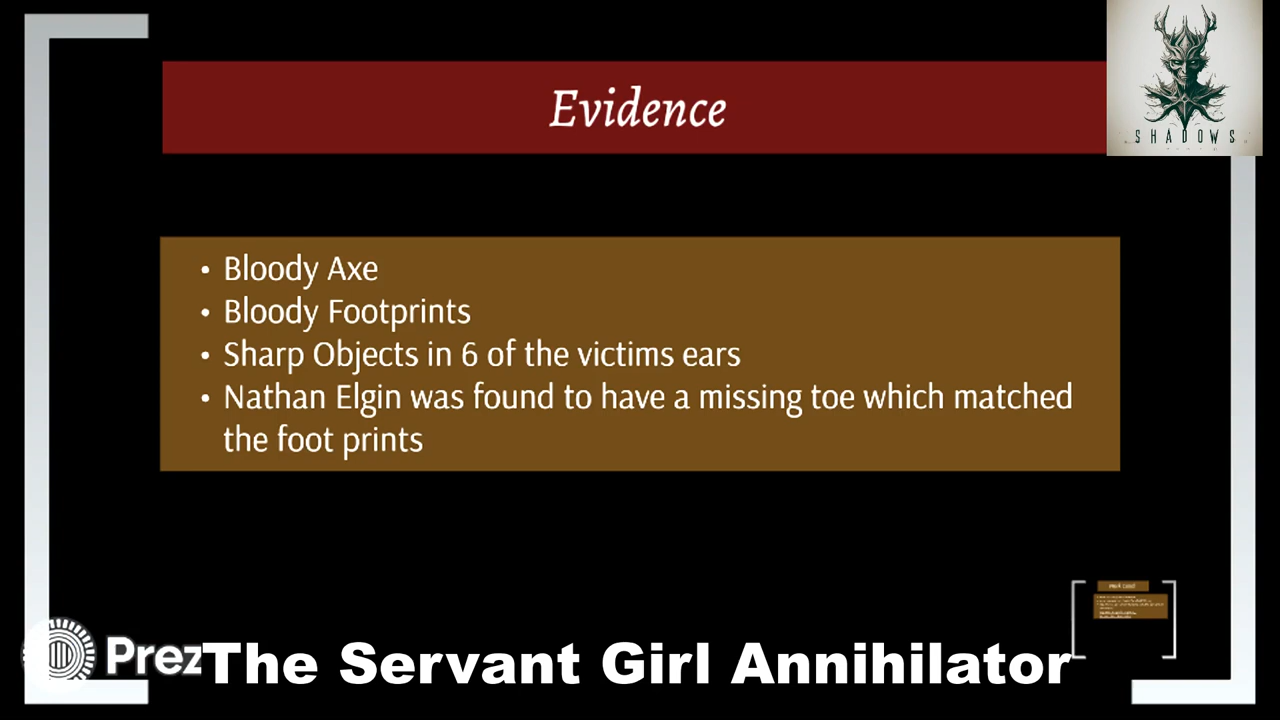 Evidence
SHADOWS
• Bloody Axe
• Bloody Footprints
• Sharp Objects in 6 of the victims ears
• Nathan Elgin was found to have a missing toe which matched
the foot prints
Prez
The Servant Girl Annihilator